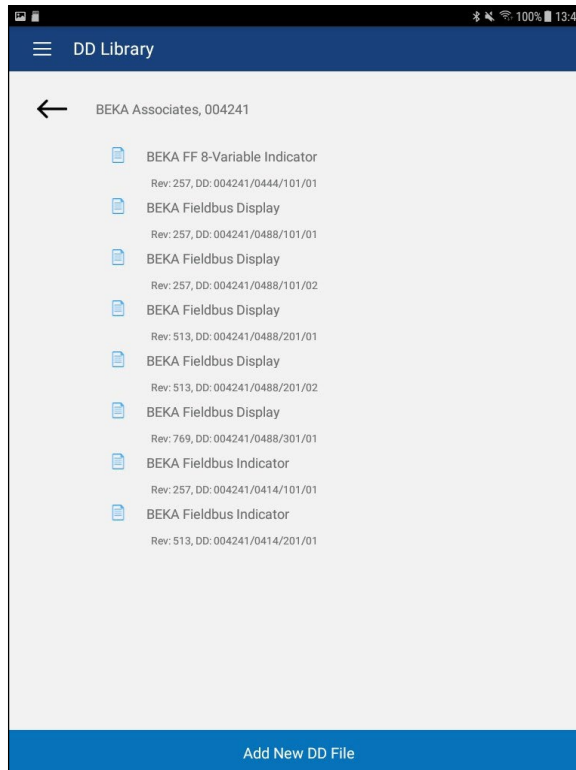 100% 13:4
DD Library
BEKA Associates, 004241
BEKA FF 8-Variable Indicator
Rev: 257, DD: 004241/0444/101/01
BEKA Fieldbus Display
Rev: 257, DD: 004241/0488/101/01
BEKA Fieldbus Display
Rev: 257, DD: 004241/0488/101/02
BEKA Fieldbus Display
Rev: 513, DD: 004241/0488/201/01
BEKA Fieldbus Display
Rev: 513, DD: 004241/0488/201/02
BEKA Fieldbus Display
Rev: 769, DD: 004241/0488/301/01
BEKA Fieldbus Indicator
Rev: 257, DD: 004241/0414/101/01
BEKA Fieldbus Indicator
Rev: 513, DD: 004241/0414/201/01
Add New DD File